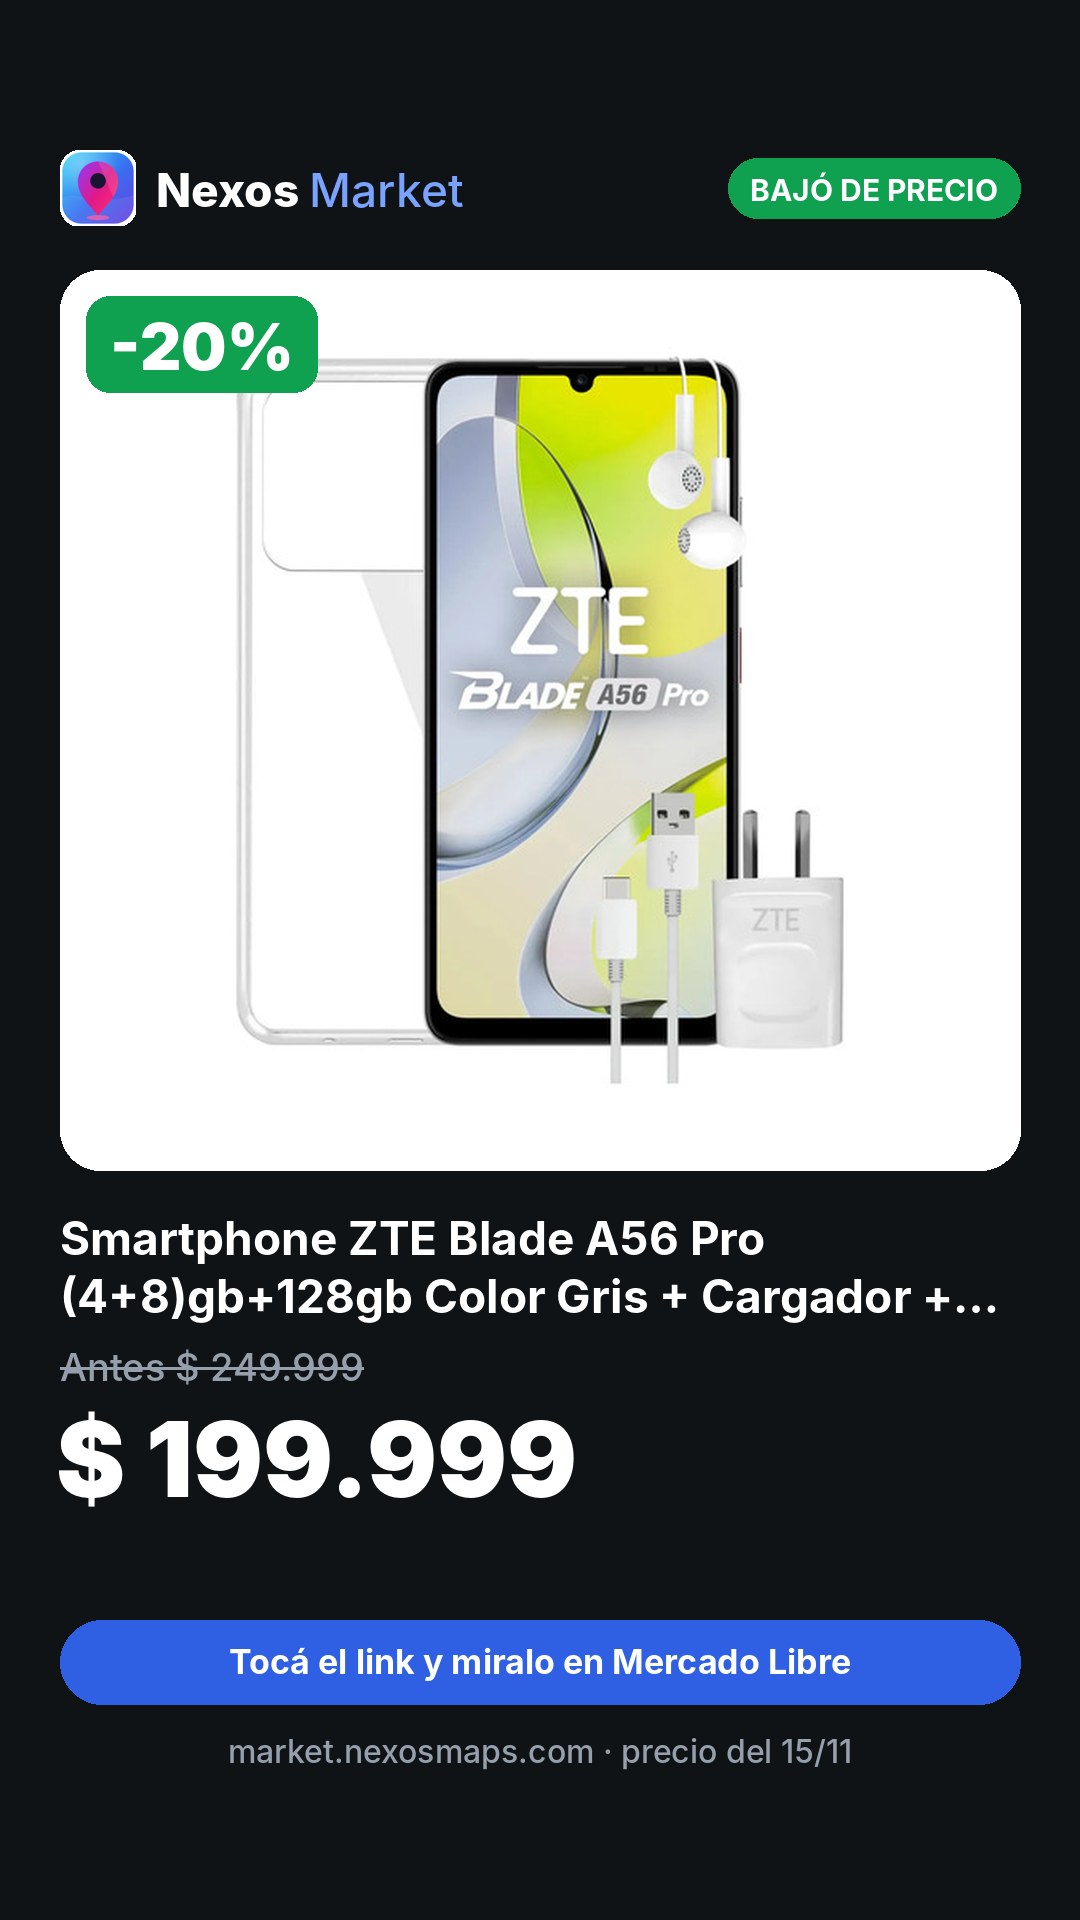 Nexos Market
BAJÓ DE PRECIO
-20%
ZTE
BLADE A56 Pro
ZTE
Smartphone ZTE Blade A56 Pro
(4+8)gb+128gb Color Gris + Cargador +...
Antes $ 249.999
$ 199.999
Tocá el link y miralo en Mercado Libre
market.nexosmaps.com · precio del 15/11